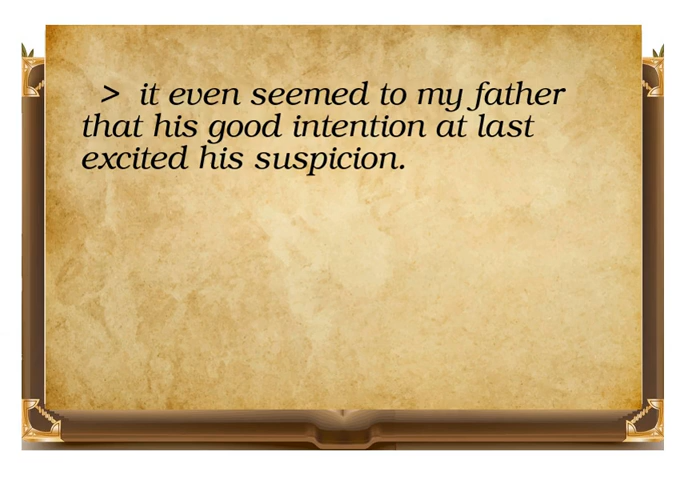 > it even seemed to my father
that his good intention at last
excited his suspicion.